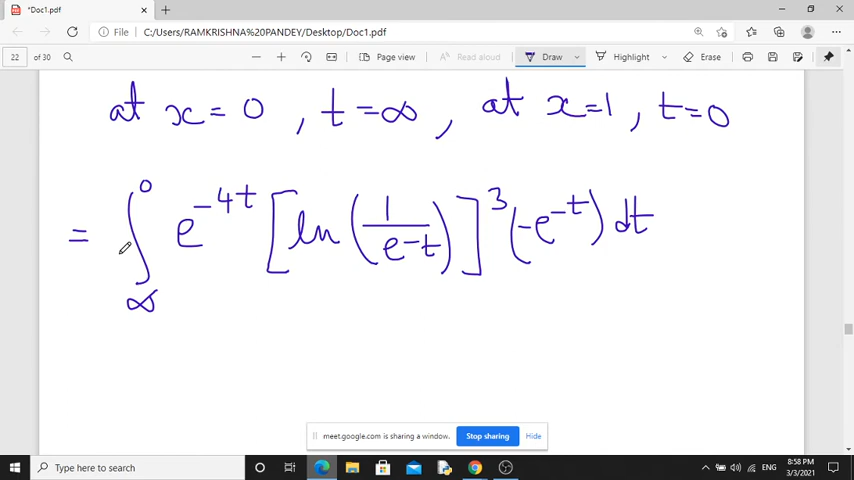 *Doc1.pdf
File C:/Users/RAMKRISHNA%20PANDEY/Desktop/Doc1.pdf
22 of 30 Page view Read aloud Draw Highlight Erase
at x = 0 , t = ∞ , at x = 1 , t = 0
= ∫_∞^0 e^{-4t} [ln(1/e^{-t})]^3 (-e^{-t}) dt
meet.google.com is sharing a window. Stop sharing Hide
Type here to search ENG 8:58 PM
3/3/2021